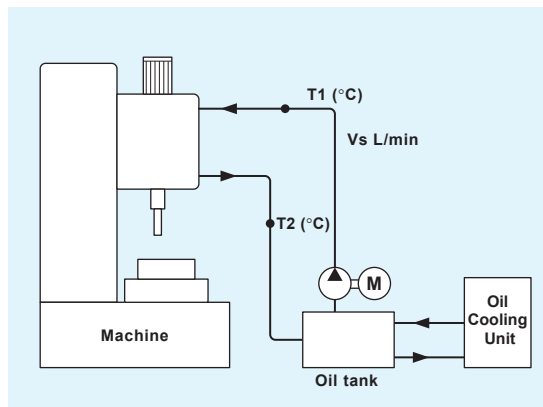 T1 (°C)
Vs L/min
T2 (°C)
M
Oil
Cooling
Unit
Machine
Oil tank